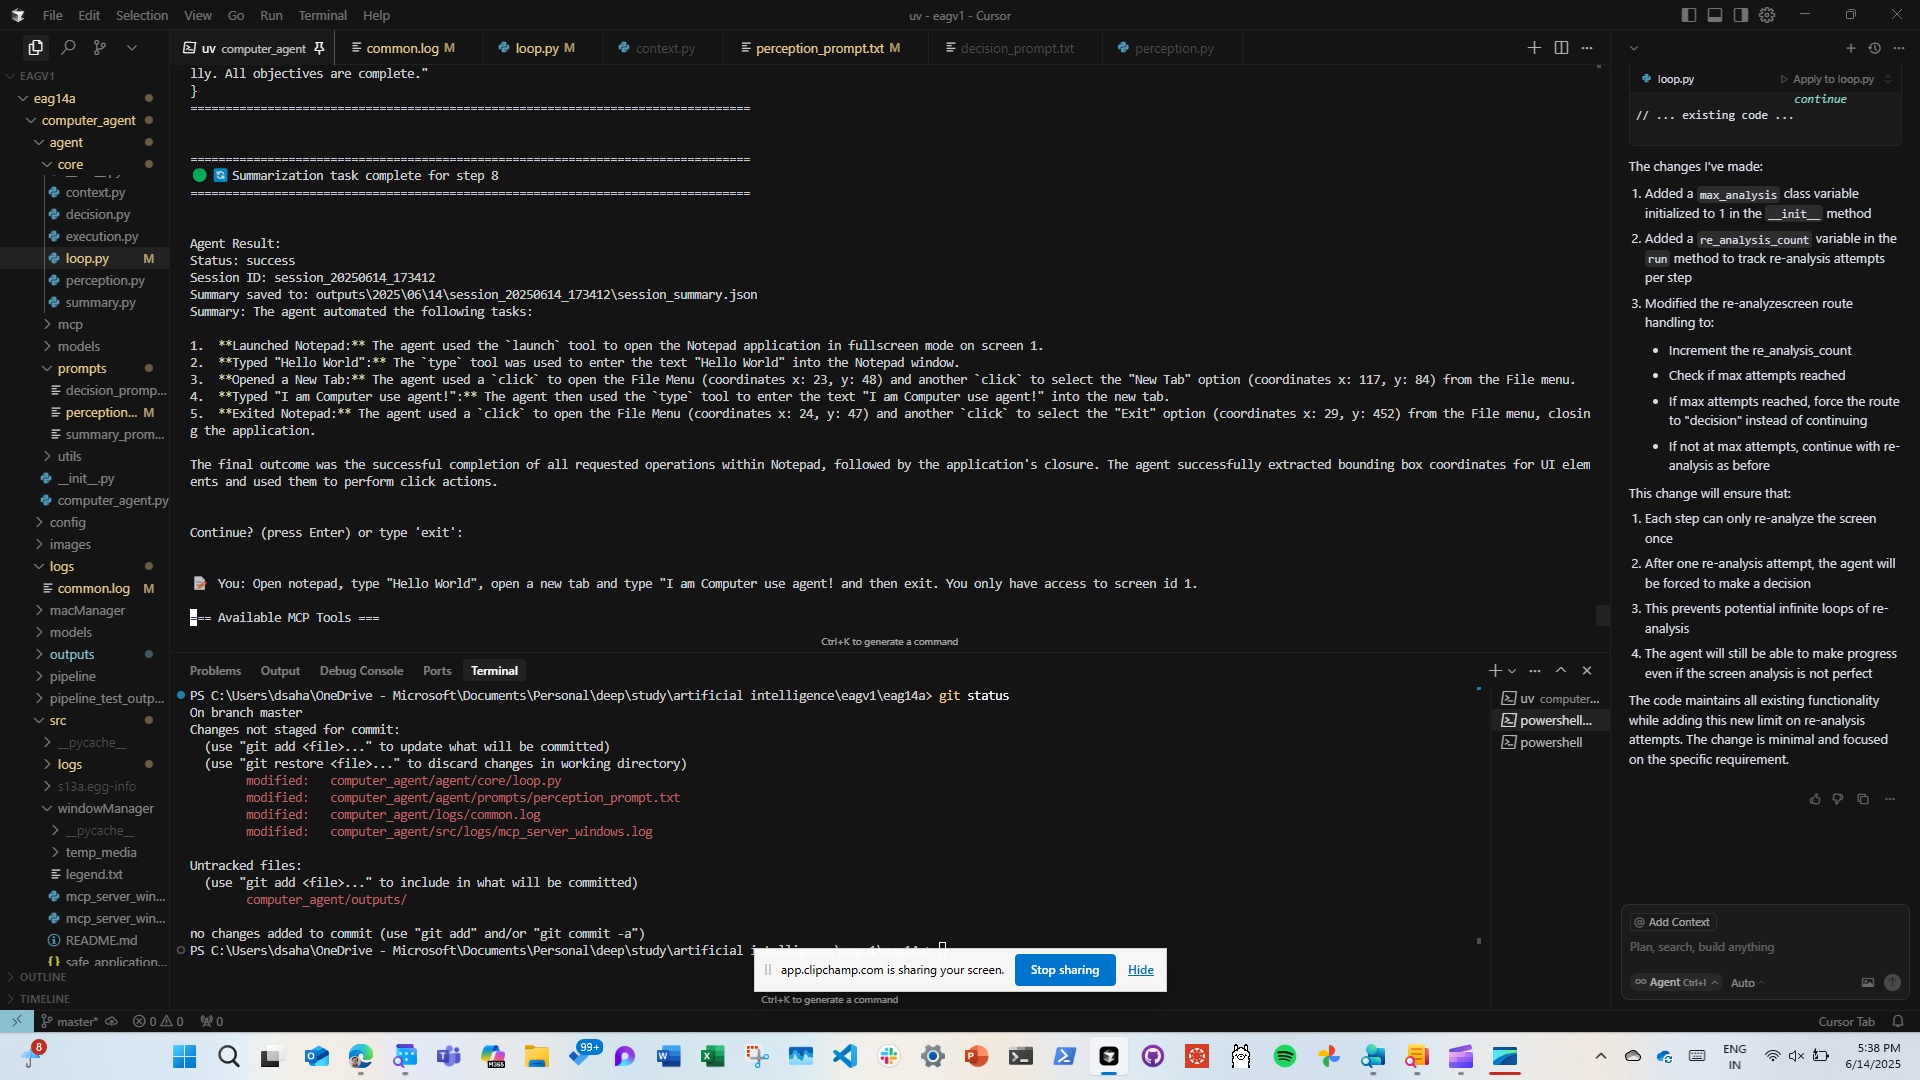 File Edit Selection View Go Run Terminal Help
uv - eagv1 - Cursor
uv computer_agent
common.log M
loop.py M
context.py
perception_prompt.txt M
decision_prompt.txt
perception.py
EAGV1
eag14a
computer_agent
agent
core
context.py
decision.py
execution.py
loop.py M
perception.py
summary.py
mcp
models
prompts
decision_promp...
perception... M
summary_prom...
utils
__init__.py
computer_agent.py
config
images
logs
common.log M
macManager
models
outputs
pipeline
pipeline_test_outp...
src
__pycache__
logs
s13a.egg-info
windowManager
__pycache__
temp_media
legend.txt
mcp_server_win...
mcp_server_win...
README.md
safe_application...
OUTLINE
TIMELINE
lly. All objectives are complete."
}
================================================================================
================================================================================
Summarization task complete for step 8
================================================================================
Agent Result:
Status: success
Session ID: session_20250614_173412
Summary saved to: outputs\2025\06\14\session_20250614_173412\session_summary.json
Summary: The agent automated the following tasks:
1. **Launched Notepad:** The agent used the `launch` tool to open the Notepad application in fullscreen mode on screen 1.
2. **Typed "Hello World":** The `type` tool was used to enter the text "Hello World" into the Notepad window.
3. **Opened a New Tab:** The agent used a `click` to open the File Menu (coordinates x: 23, y: 48) and another `click` to select the "New Tab" option (coordinates x: 117, y: 84) from the File menu.
4. **Typed "I am Computer use agent!":** The agent then used the `type` tool to enter the text "I am Computer use agent!" into the new tab.
5. **Exited Notepad:** The agent used a `click` to open the File Menu (coordinates x: 24, y: 47) and another `click` to select the "Exit" option (coordinates x: 29, y: 452) from the File menu, closin
g the application.
The final outcome was the successful completion of all requested operations within Notepad, followed by the application's closure. The agent successfully extracted bounding box coordinates for UI elem
ents and used them to perform click actions.
Continue? (press Enter) or type 'exit':
You: Open notepad, type "Hello World", open a new tab and type "I am Computer use agent! and then exit. You only have access to screen id 1.
=== Available MCP Tools ===
Ctrl+K to generate a command
Problems Output Debug Console Ports Terminal
PS C:\Users\dsaha\OneDrive - Microsoft\Documents\Personal\deep\study\artificial intelligence\eagv1\eag14a> git status
On branch master
Changes not staged for commit:
(use "git add <file>..." to update what will be committed)
(use "git restore <file>..." to discard changes in working directory)
modified: computer_agent/agent/core/loop.py
modified: computer_agent/agent/prompts/perception_prompt.txt
modified: computer_agent/logs/common.log
modified: computer_agent/src/logs/mcp_server_windows.log
Untracked files:
(use "git add <file>..." to include in what will be committed)
computer_agent/outputs/
no changes added to commit (use "git add" and/or "git commit -a")
PS C:\Users\dsaha\OneDrive - Microsoft\Documents\Personal\deep\study\artificial
Ctrl+K to generate a command
uv computer...
powershell...
powershell
app.clipchamp.com is sharing your screen. Stop sharing Hide
loop.py Apply to loop.py
continue
// ... existing code ...
The changes I've made:
1. Added a max_analysis class variable
initialized to 1 in the __init__ method
2. Added a re_analysis_count variable in the
run method to track re-analysis attempts
per step
3. Modified the re-analyzescreen route
handling to:
• Increment the re_analysis_count
• Check if max attempts reached
• If max attempts reached, force the route
to "decision" instead of continuing
• If not at max attempts, continue with re-
analysis as before
This change will ensure that:
1. Each step can only re-analyze the screen
once
2. After one re-analysis attempt, the agent will
be forced to make a decision
3. This prevents potential infinite loops of re-
analysis
4. The agent will still be able to make progress
even if the screen analysis is not perfect
The code maintains all existing functionality
while adding this new limit on re-analysis
attempts. The change is minimal and focused
on the specific requirement.
@ Add Context
Plan, search, build anything
Agent Ctrl+I Auto
master* 0 0 0
Cursor Tab
8
99+
M365
ENG
IN
5:38 PM
6/14/2025